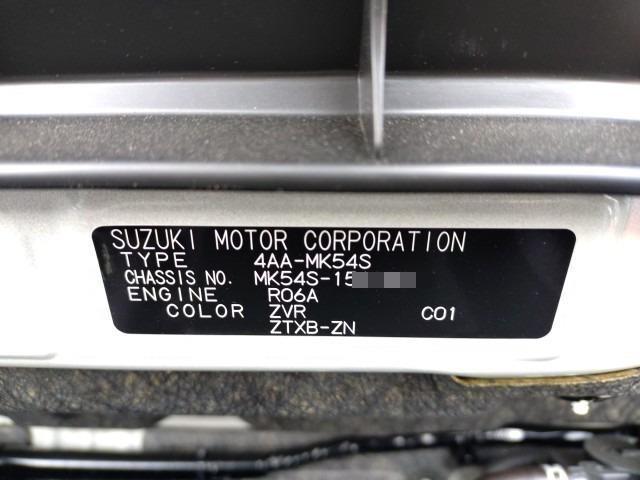 SUZUKI MOTOR CORPORATION
TYPE 4AA-MK54S
CHASSIS NO. MK54S-15
ENGINE R06A
COLOR ZVR C01
ZTXB-ZN